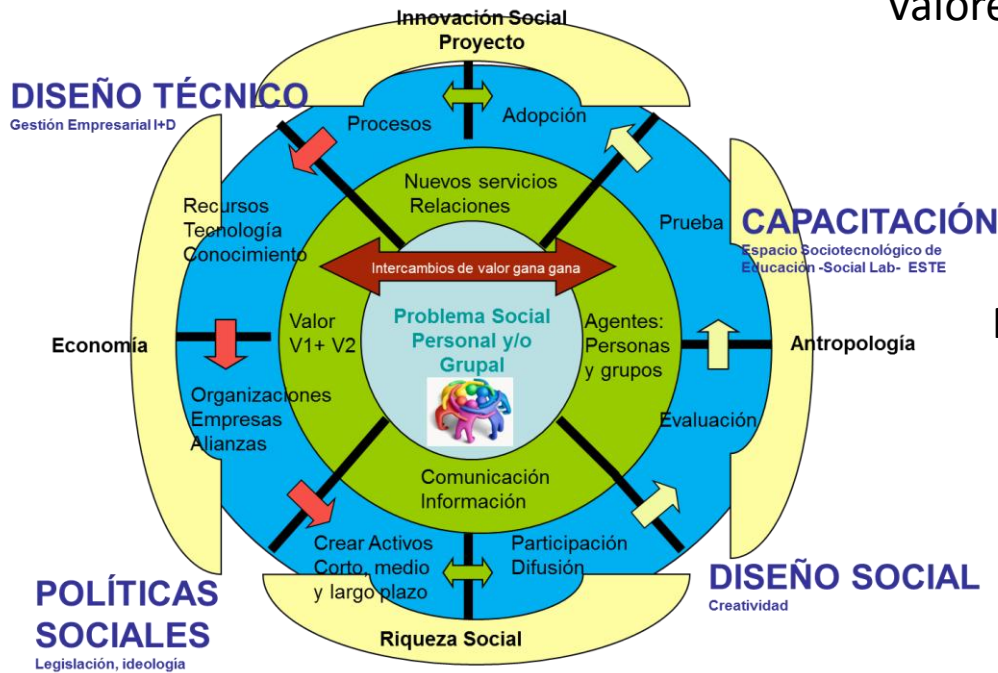 Valore
Innovación Social
Proyecto
DISEÑO TÉCNICO
Gestión Empresarial I+D
Procesos
Adopción
Nuevos servicios
Relaciones
Recursos
Tecnología
Conocimiento
Prueba
CAPACITACIÓN
Espacio Sociotecnológico de
Educación -Social Lab- ESTE
Intercambios de valor gana gana
Problema Social
Personal y/o
Grupal
Valor
V1+ V2
Agentes:
Personas
y grupos
Economía
Antropología
Organizaciones
Empresas
Alianzas
Evaluación
Comunicación
Información
Crear Activos
Corto, medio
y largo plazo
Participación
Difusión
POLÍTICAS
SOCIALES
Legislación, ideología
DISEÑO SOCIAL
Creatividad
Riqueza Social